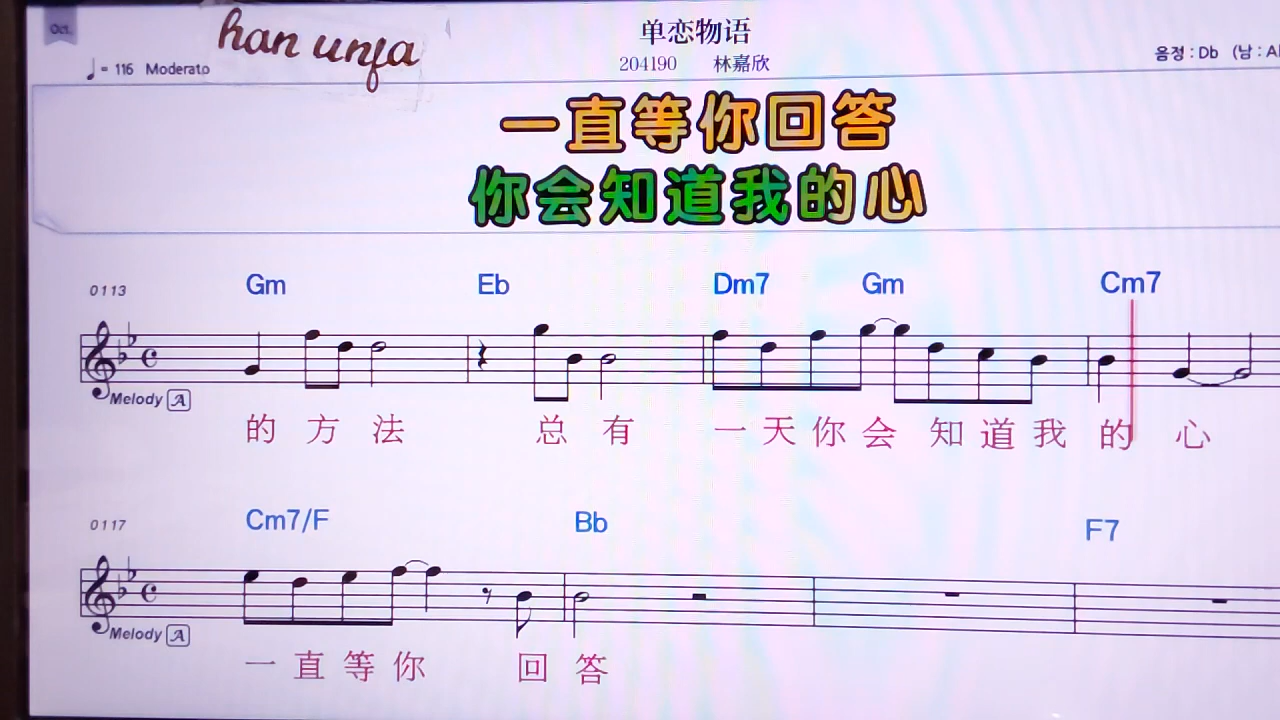 Oct.
han unfa
单恋物语
♩= 116 Moderato
204190 林嘉欣
음정 : Db (남 : A
一直等你回答
你会知道我的心
0113
Gm Eb Dm7 Gm Cm7
Melody A
的 方 法 总 有 一 天 你 会 知 道 我 的 心
0117
Cm7/F Bb F7
Melody A
一 直 等 你 回 答